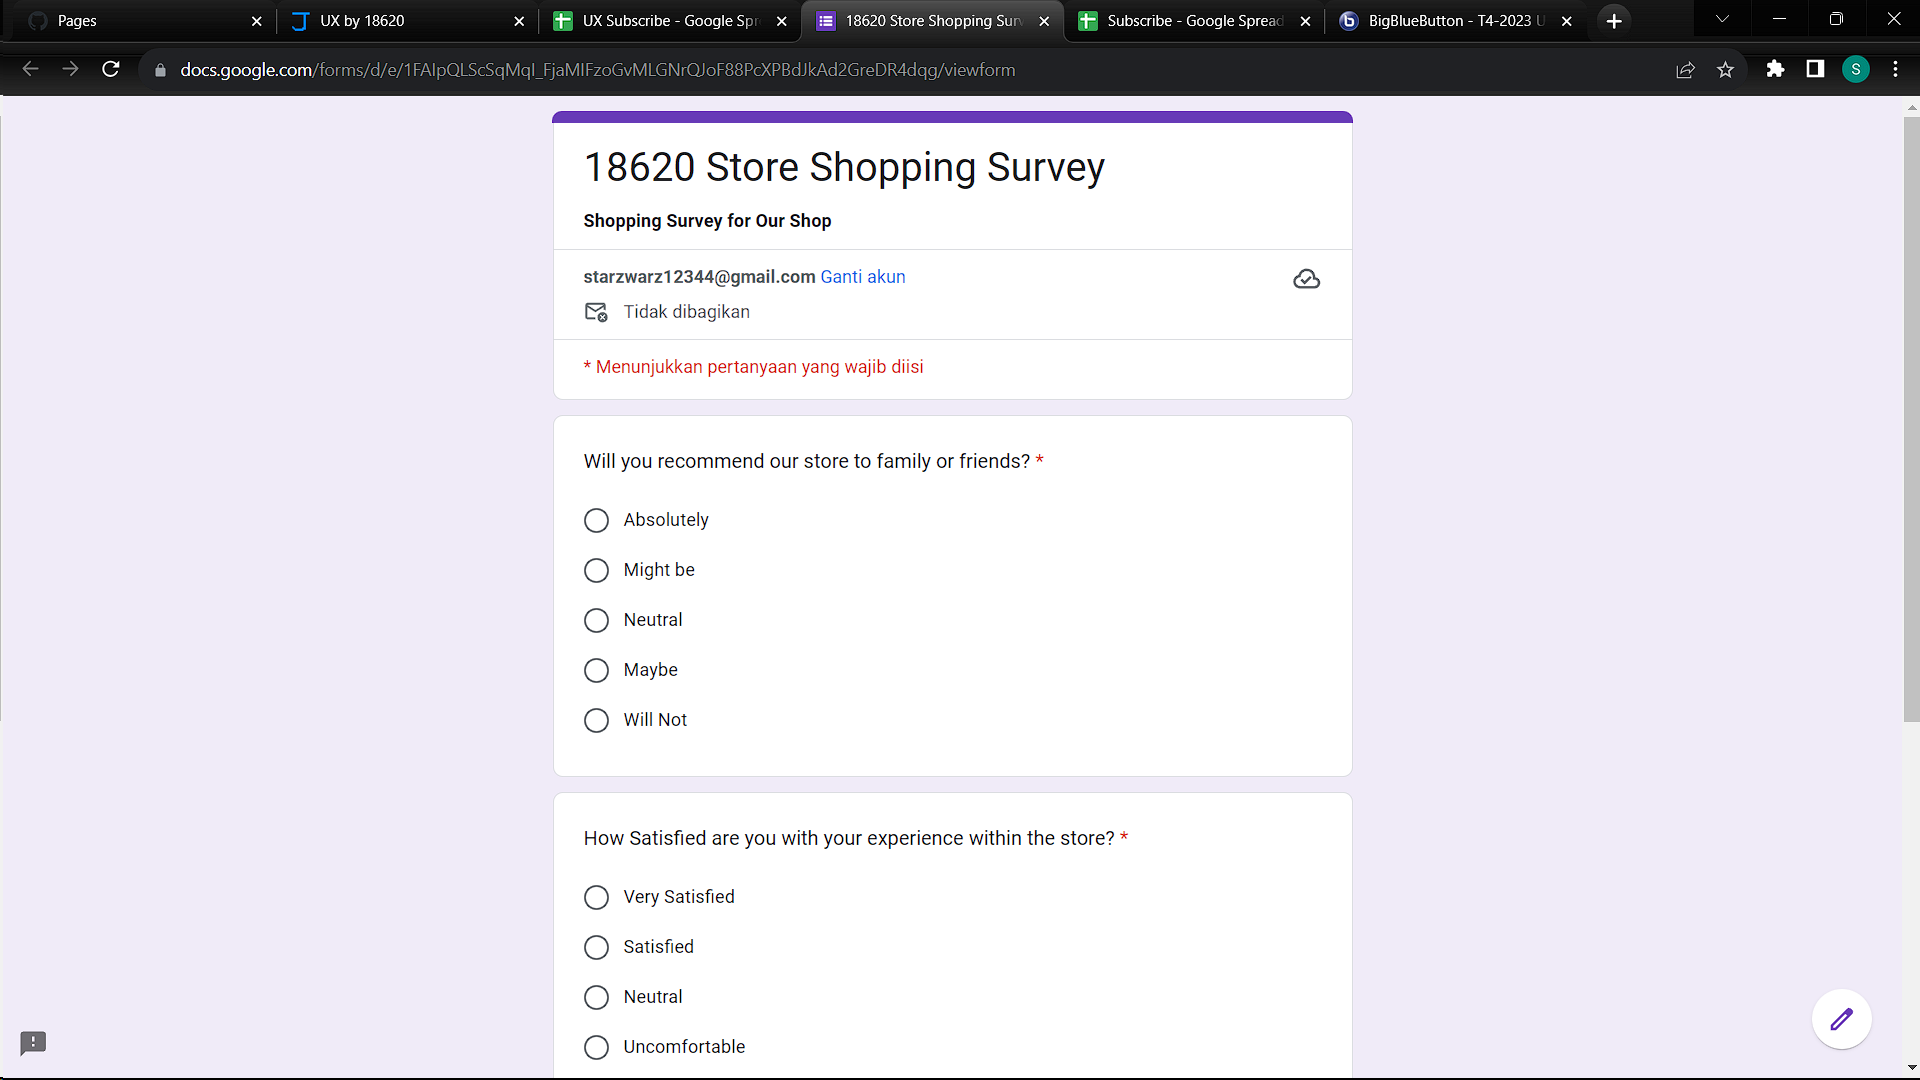 Pages
UX by 18620
UX Subscribe - Google Spr
18620 Store Shopping Surv
Subscribe - Google Spread
BigBlueButton - T4-2023 U
docs.google.com/forms/d/e/1FAIpQLScSqMqI_FjaMIFzoGvMLGNrQJoF88PcXPBdJkAd2GreDR4dqg/viewform
S
18620 Store Shopping Survey
Shopping Survey for Our Shop
starzwarz12344@gmail.com Ganti akun
Tidak dibagikan
* Menunjukkan pertanyaan yang wajib diisi
Will you recommend our store to family or friends? *
Absolutely
Might be
Neutral
Maybe
Will Not
How Satisfied are you with your experience within the store? *
Very Satisfied
Satisfied
Neutral
Uncomfortable